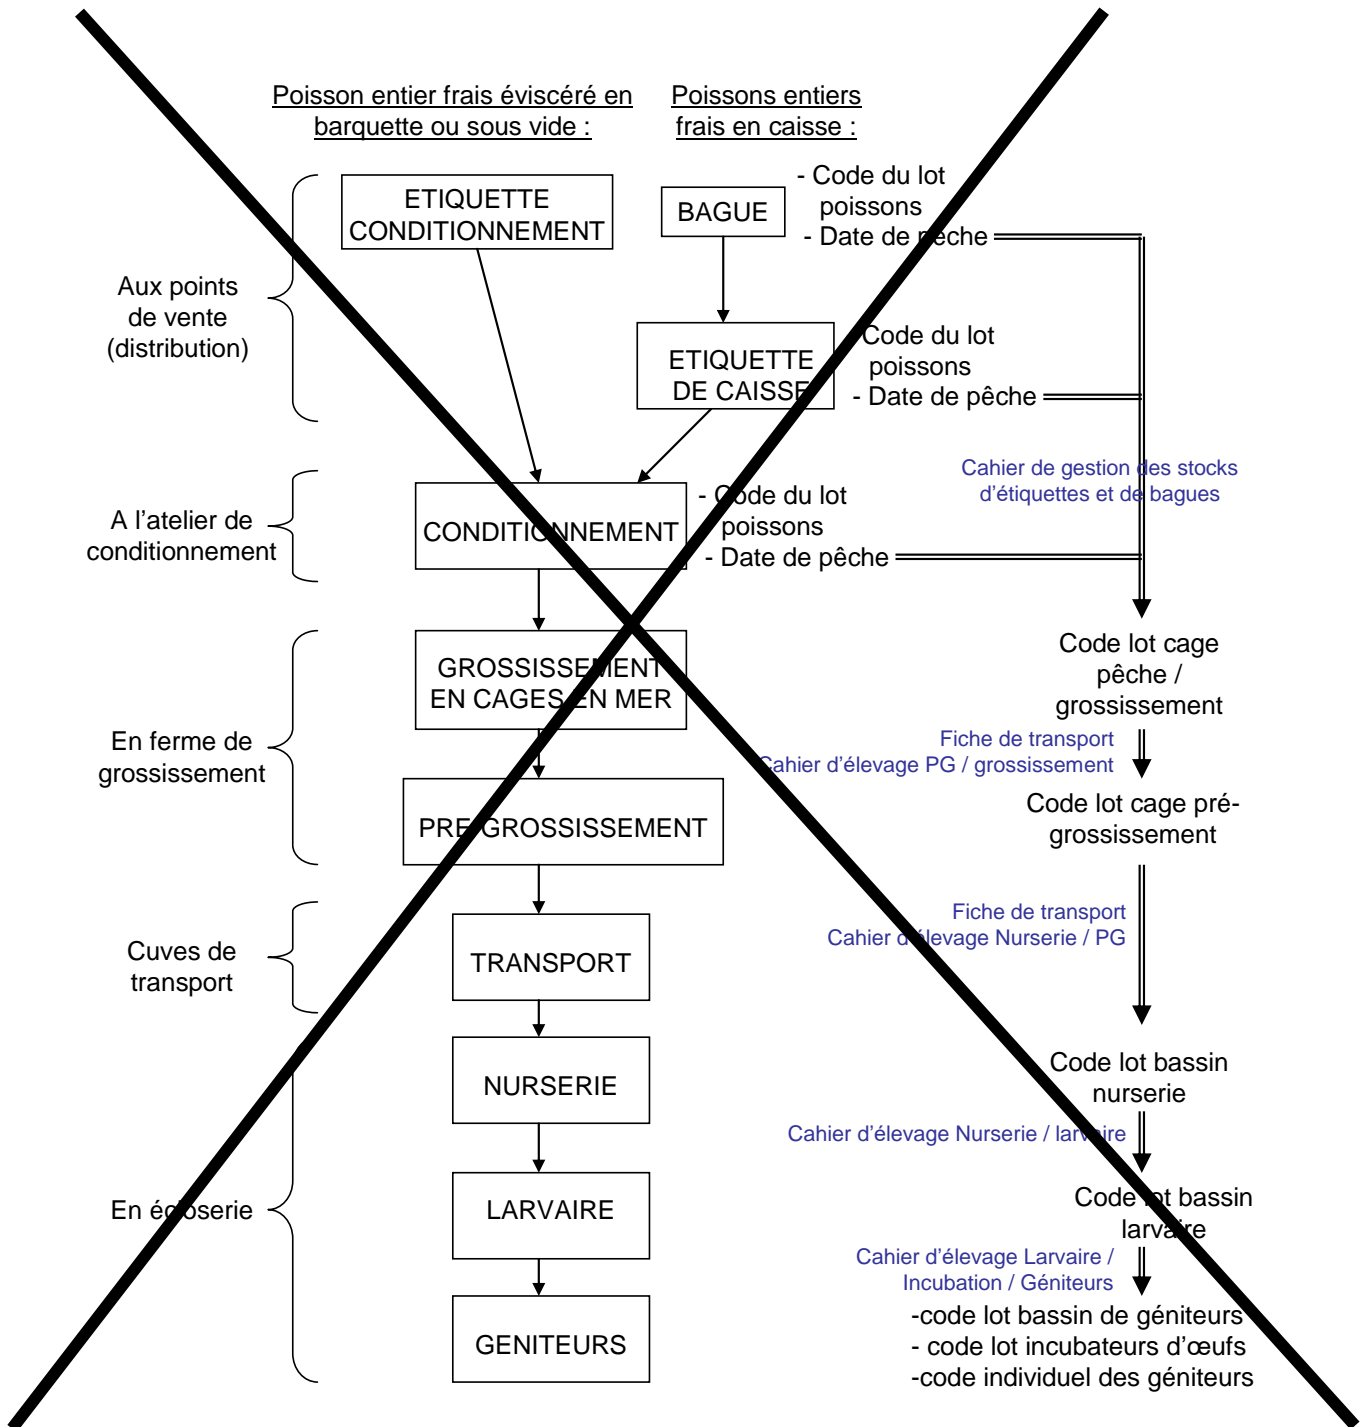 Poisson entier frais éviscéré en
barquette ou sous vide :
Poissons entiers
frais en caisse :
ETIQUETTE
CONDITIONNEMENT
BAGUE
- Code du lot
poissons
- Date de pêche
Aux points
de vente
(distribution)
ETIQUETTE
DE CAISSE
Code du lot
poissons
- Date de pêche
Cahier de gestion des stocks
d'étiquettes et de bagues
A l'atelier de
conditionnement
CONDITIONNEMENT
- Code du lot
poissons
- Date de pêche
En ferme de
grossissement
GROSSISSEMENT
EN CAGES EN MER
Code lot cage
pêche /
grossissement
Fiche de transport
Cahier d'élevage PG / grossissement
PRE-GROSSISSEMENT
Code lot cage pré-
grossissement
Cuves de
transport
TRANSPORT
Fiche de transport
Cahier d'élevage Nurserie / PG
NURSERIE
Code lot bassin
nurserie
Cahier d'élevage Nurserie / larvaire
En écloserie
LARVAIRE
Code lot bassin
larvaire
Cahier d'élevage Larvaire /
Incubation / Géniteurs
GENITEURS
-code lot bassin de géniteurs
- code lot incubateurs d'œufs
-code individuel des géniteurs